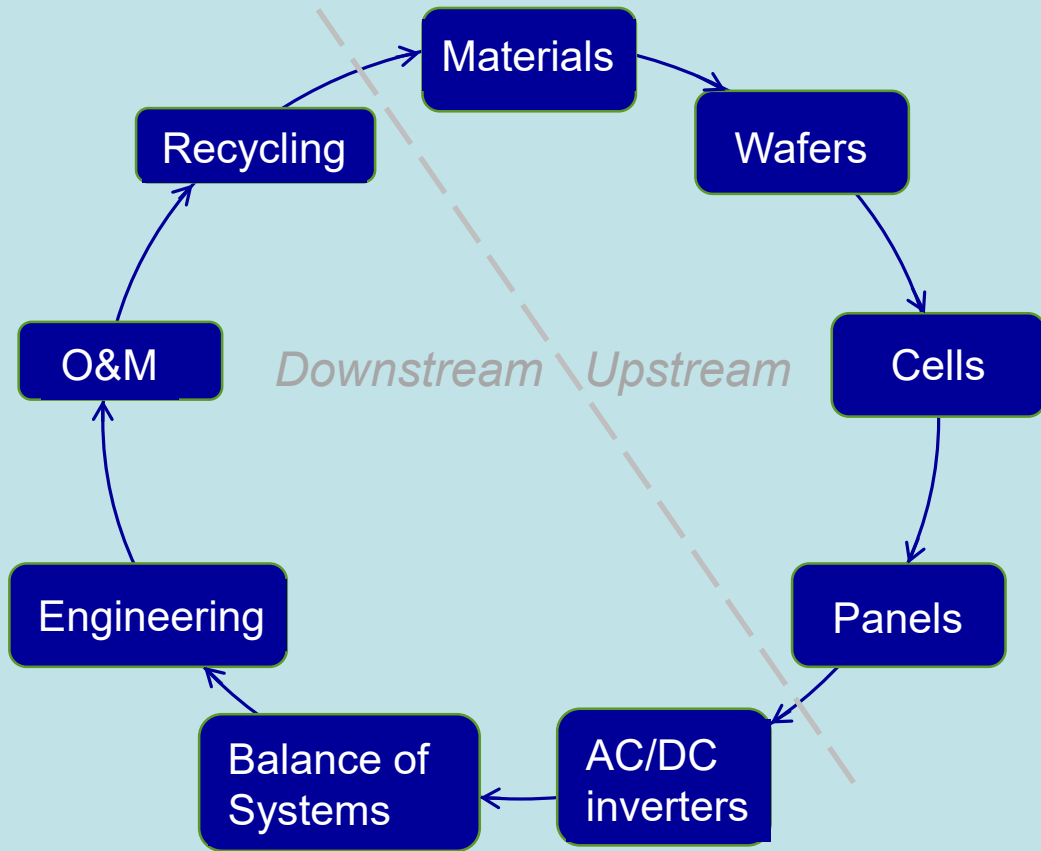 Materials
Recycling
Wafers
O&M
Downstream
Upstream
Cells
Engineering
Panels
Balance of
Systems
AC/DC
inverters